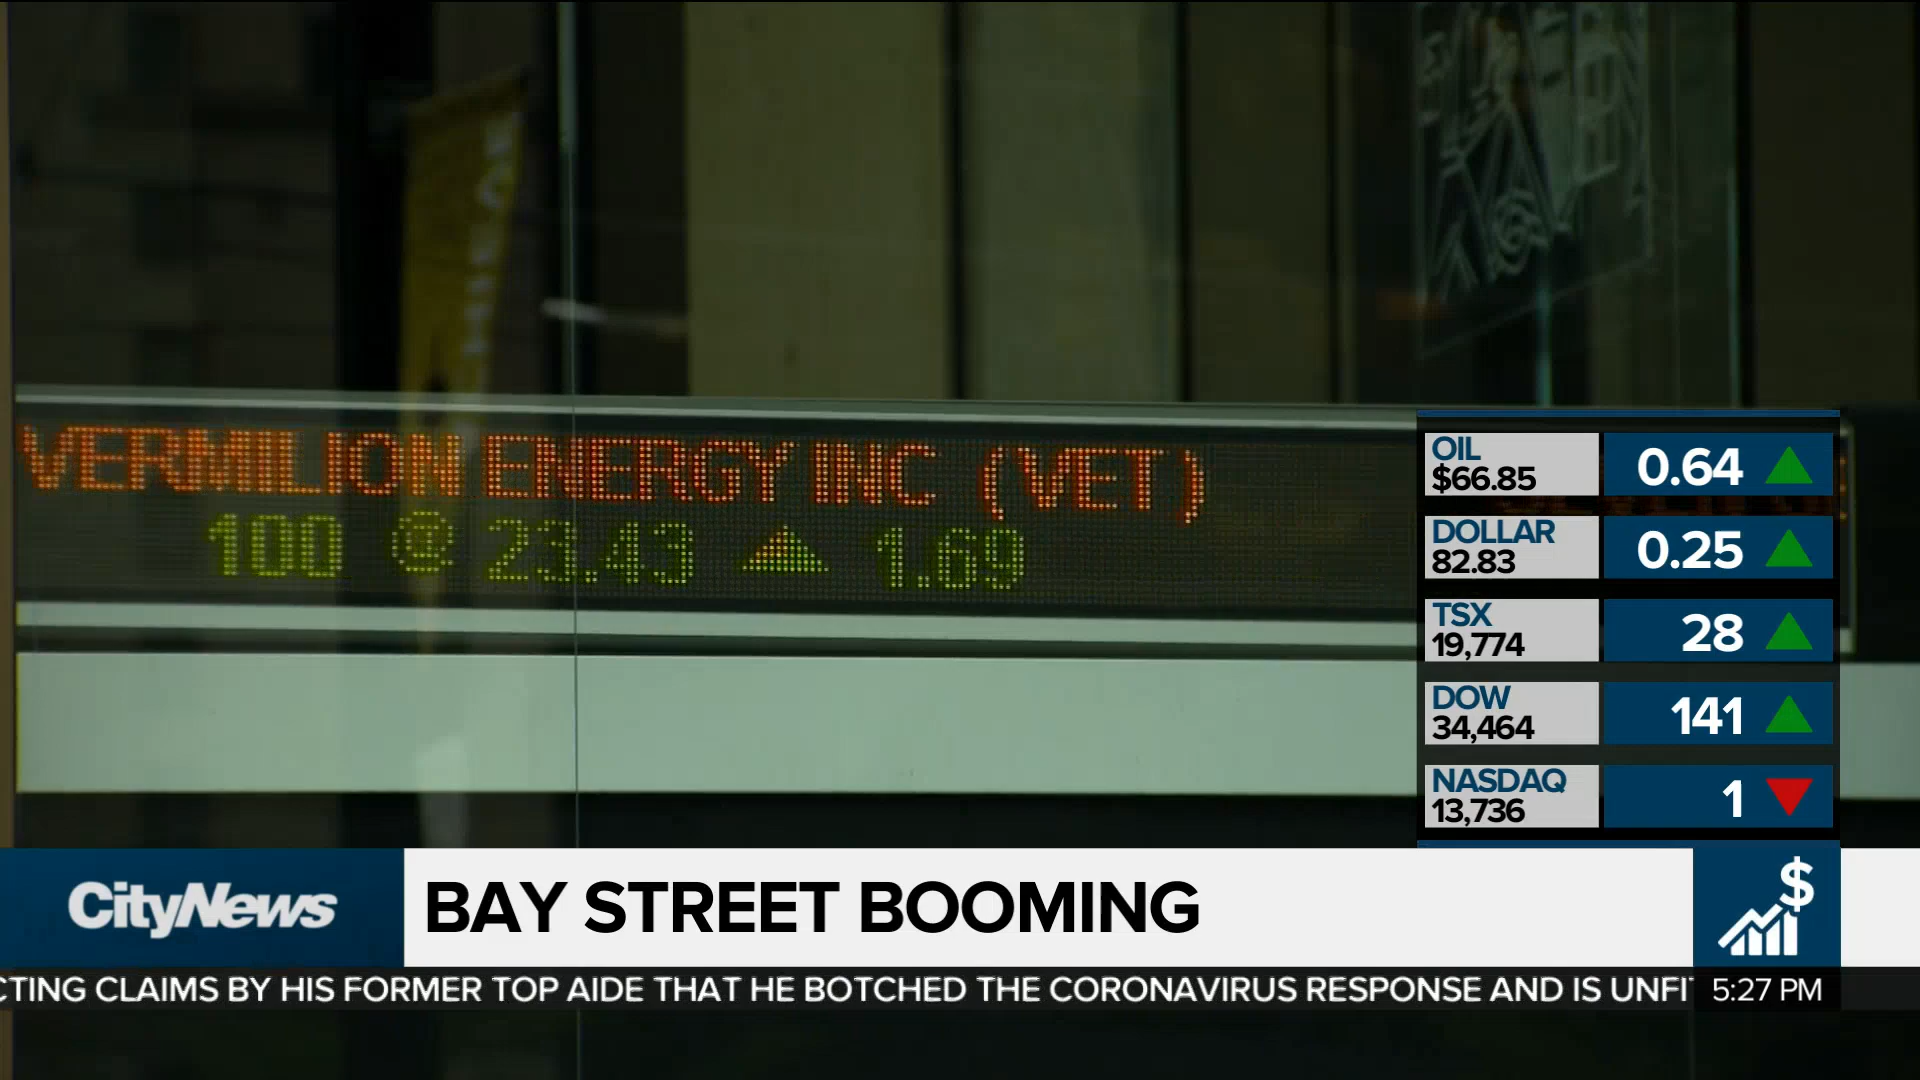 VERMILION ENERGY INC (VET)
100 @ 23.43 ▲ 1.69
OIL
$66.85
0.64 ▲
DOLLAR
82.83
0.25 ▲
TSX
19,774
28 ▲
DOW
34,464
141 ▲
NASDAQ
13,736
1 ▼
CityNews
BAY STREET BOOMING
$
CTING CLAIMS BY HIS FORMER TOP AIDE THAT HE BOTCHED THE CORONAVIRUS RESPONSE AND IS UNFI
5:27 PM